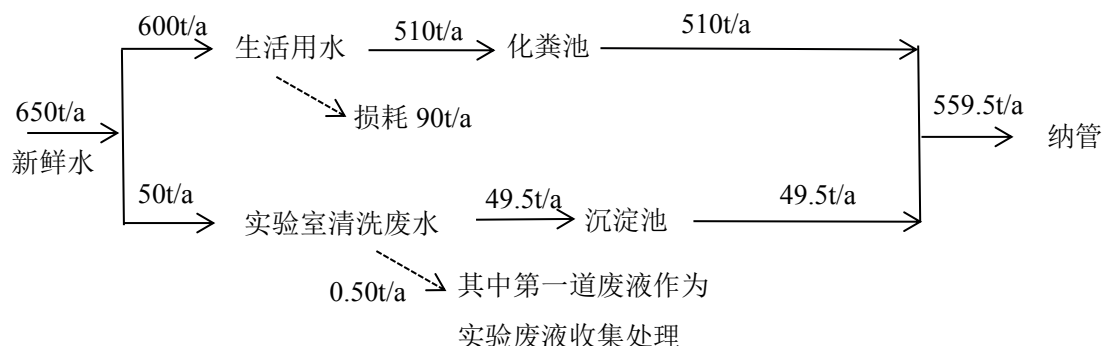 600t/a
生活用水
510t/a
化粪池
510t/a
损耗 90t/a
650t/a
新鲜水
559.5t/a
纳管
50t/a
实验室清洗废水
49.5t/a
沉淀池
49.5t/a
0.50t/a
其中第一道废液作为
实验废液收集处理